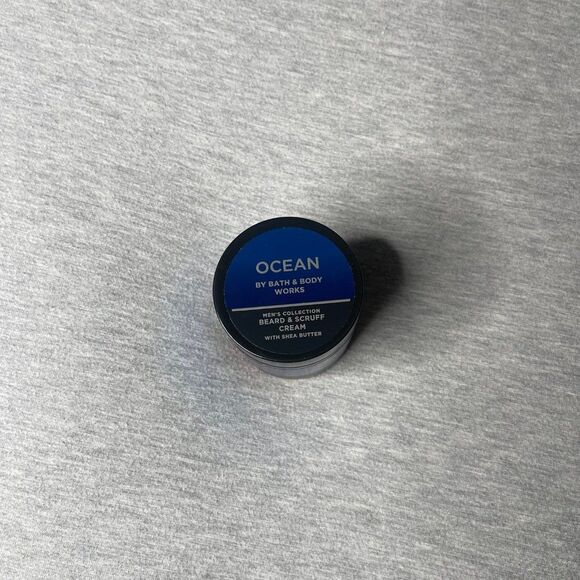 OCEAN
BY BATH & BODY
WORKS
MEN'S COLLECTION
BEARD & SCRUFF
CREAM
WITH SHEA BUTTER